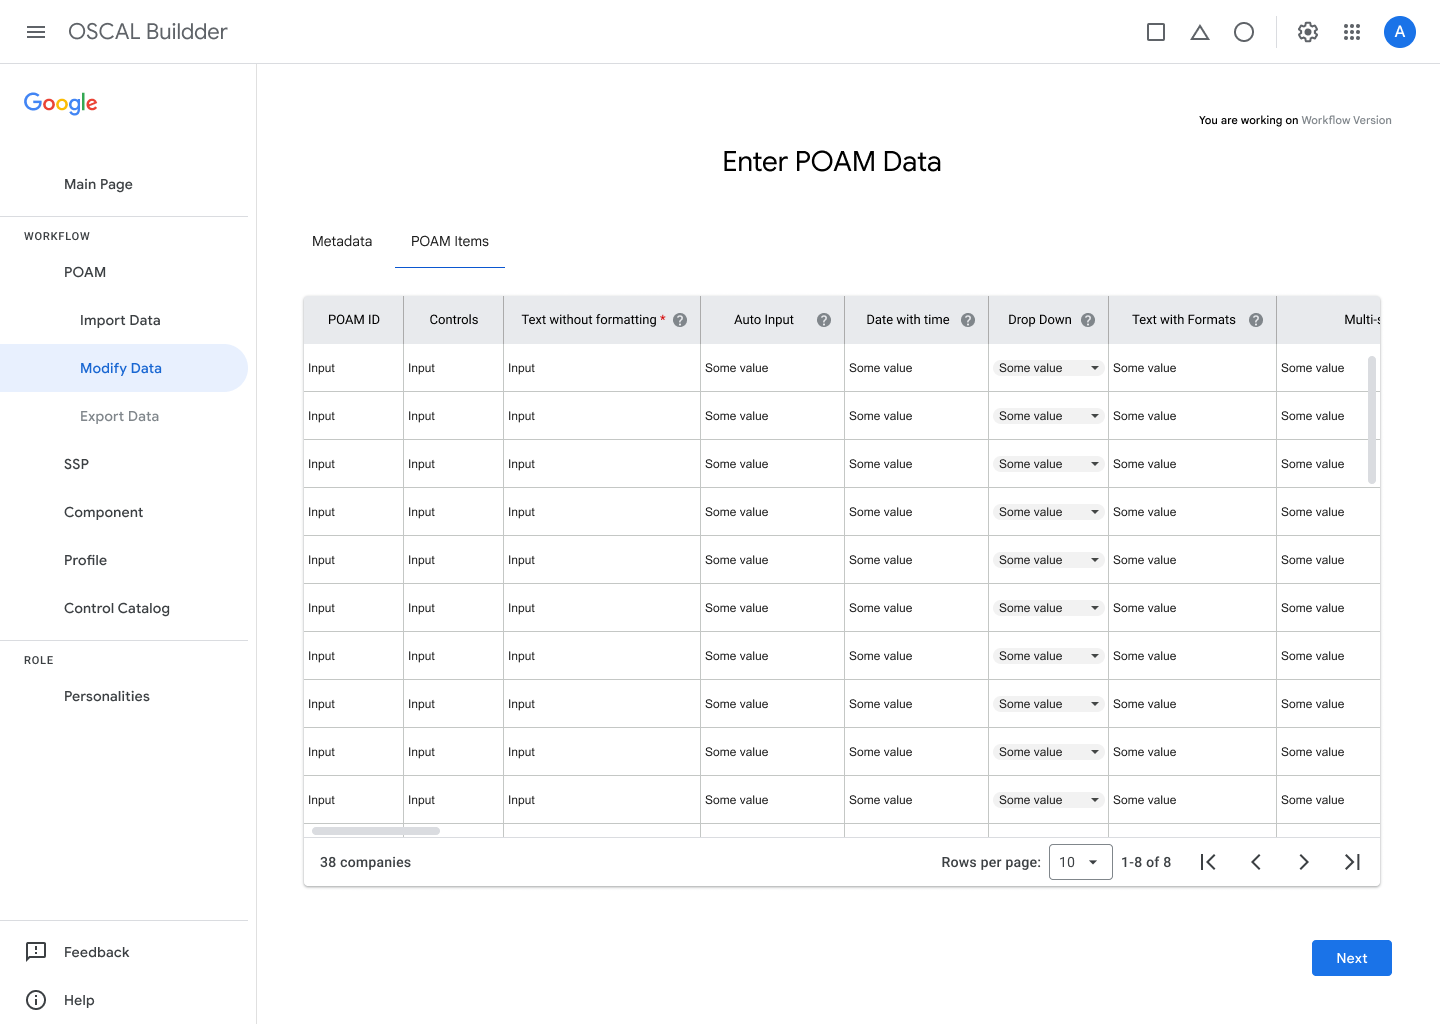 OSCAL Buildder
A
Google
You are working on Workflow Version
Enter POAM Data
Main Page
WORKFLOW
POAM
Import Data
Modify Data
Export Data
SSP
Component
Profile
Control Catalog
ROLE
Personalities
Feedback
Help
Metadata POAM Items
POAM ID Controls Text without formatting * Auto Input Date with time Drop Down Text with Formats Multi-s
Input Input Input Some value Some value Some value Some value Some value
Input Input Input Some value Some value Some value Some value Some value
Input Input Input Some value Some value Some value Some value Some value
Input Input Input Some value Some value Some value Some value Some value
Input Input Input Some value Some value Some value Some value Some value
Input Input Input Some value Some value Some value Some value Some value
Input Input Input Some value Some value Some value Some value Some value
Input Input Input Some value Some value Some value Some value Some value
Input Input Input Some value Some value Some value Some value Some value
Input Input Input Some value Some value Some value Some value Some value
38 companies Rows per page: 10 1-8 of 8
Next